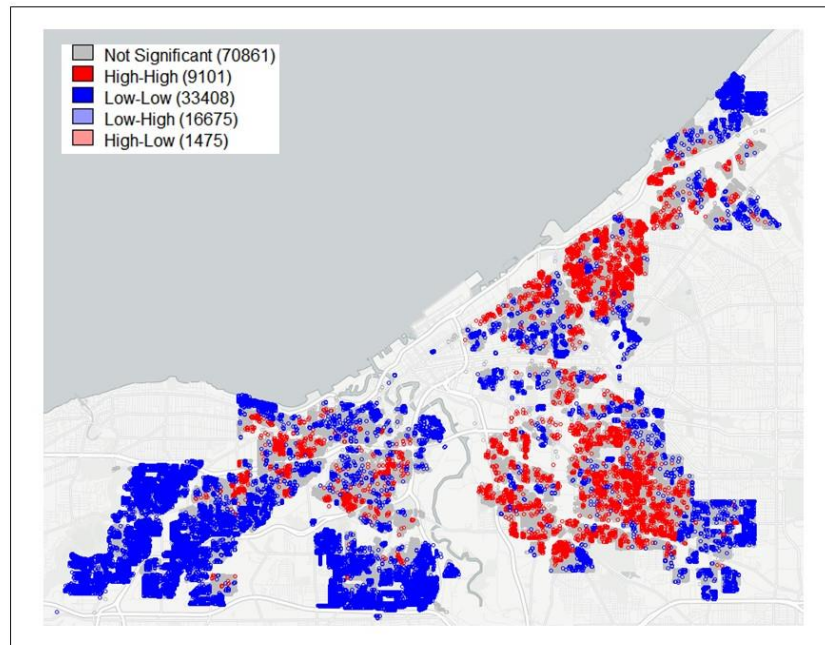 Not Significant (70861)
High-High (9101)
Low-Low (33408)
Low-High (16675)
High-Low (1475)